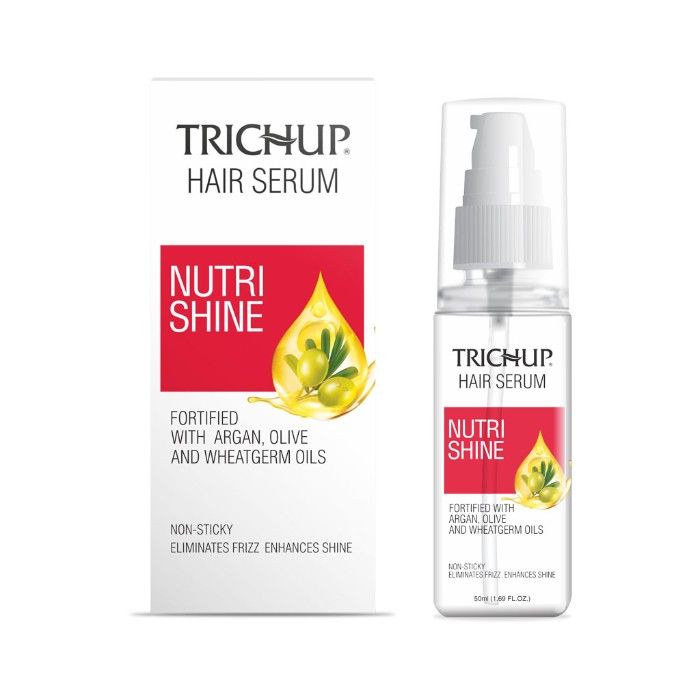 TRICHUP®
HAIR SERUM
NUTRI
SHINE
FORTIFIED
WITH ARGAN, OLIVE
AND WHEATGERM OILS
NON-STICKY
ELIMINATES FRIZZ ENHANCES SHINE
TRICHUP®
HAIR SERUM
NUTRI
SHINE
FORTIFIED WITH
ARGAN, OLIVE
AND WHEATGERM OILS
NON-STICKY
ELIMINATES FRIZZ ENHANCES SHINE
50ml (1.69 FL.OZ.)